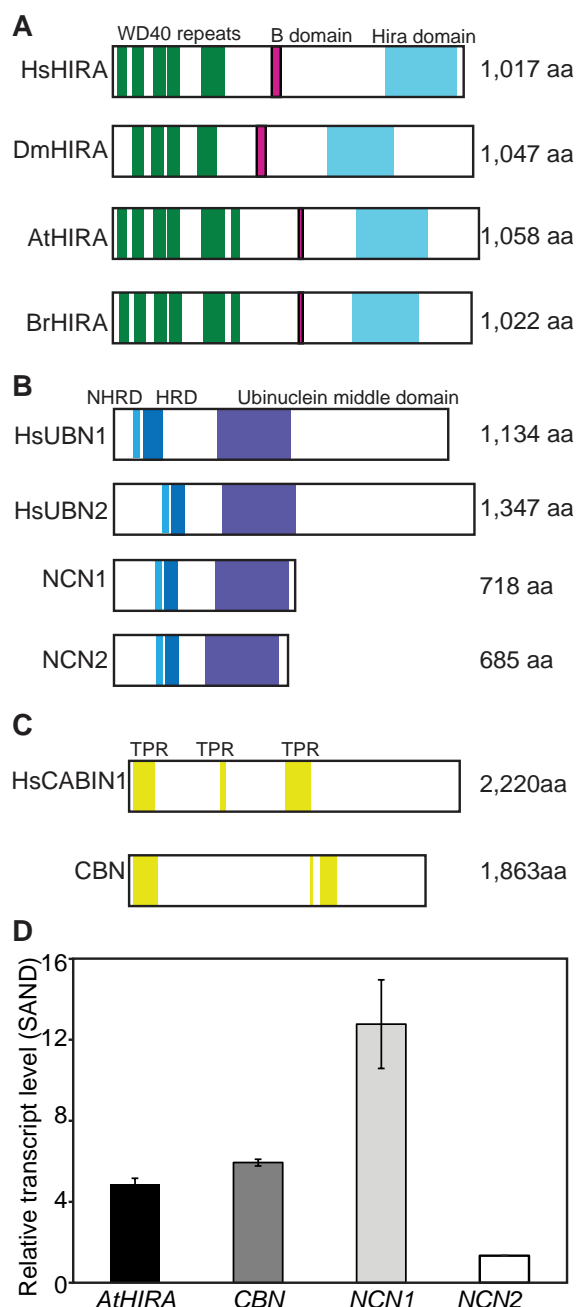 A
WD40 repeats B domain Hira domain
HsHIRA 1,017 aa
DmHIRA 1,047 aa
AtHIRA 1,058 aa
BrHIRA 1,022 aa
B
NHRD HRD Ubinuclein middle domain
HsUBN1 1,134 aa
HsUBN2 1,347 aa
NCN1 718 aa
NCN2 685 aa
C
TPR TPR TPR
HsCABIN1 2,220aa
CBN 1,863aa
D
Relative transcript level (SAND)
16
12
8
4
0
AtHIRA CBN NCN1 NCN2